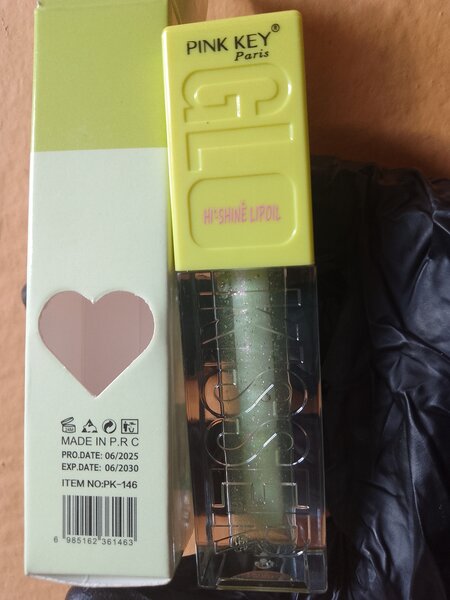 PINK KEY®
Paris
GLO
HI-SHINE LIPOIL
24M
MADE IN P.R C
PRO.DATE: 06/2025
EXP.DATE: 06/2030
ITEM NO:PK-146
6 985162 361463